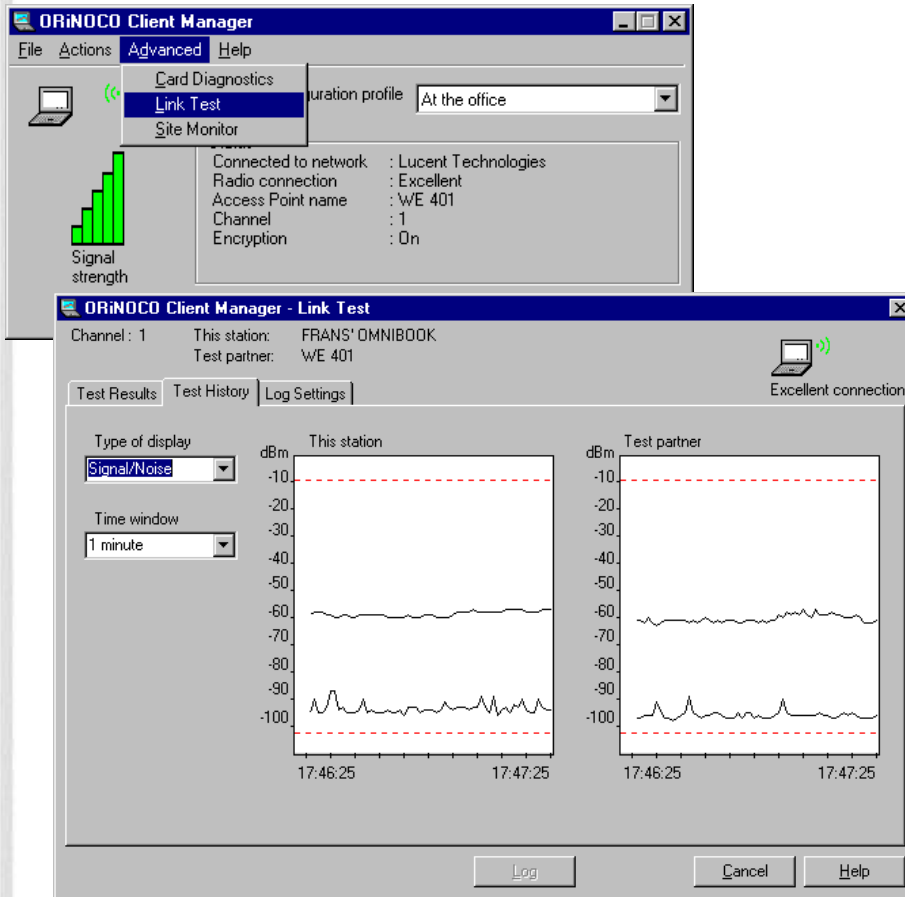 ORiNOCO Client Manager
File Actions Advanced Help
Card Diagnostics
Link Test
Site Monitor
profile
At the office
Connected to network : Lucent Technologies
Radio connection : Excellent
Access Point name : WE 401
Channel : 1
Encryption : On
Signal
strength
ORiNOCO Client Manager - Link Test
Channel : 1 This station: FRANS' OMNIBOOK
Test partner: WE 401
Excellent connection
Test Results Test History Log Settings
Type of display
Signal/Noise
Time window
1 minute
dBm This station
-10
-20
-30
-40
-50
-60
-70
-80
-90
-100
17:46:25 17:47:25
dBm Test partner
-10
-20
-30
-40
-50
-60
-70
-80
-90
-100
17:46:25 17:47:25
Log Cancel Help